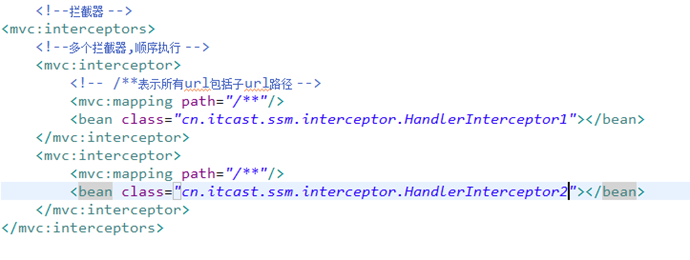 <!--拦截器 -->
<mvc:interceptors>
<!--多个拦截器,顺序执行 -->
<mvc:interceptor>
<!-- /**表示所有url包括子url路径 -->
<mvc:mapping path="/**"/>
<bean class="cn.itcast.ssm.interceptor.HandlerInterceptor1"></bean>
</mvc:interceptor>
<mvc:interceptor>
<mvc:mapping path="/**"/>
<bean class="cn.itcast.ssm.interceptor.HandlerInterceptor2"></bean>
</mvc:interceptor>
</mvc:interceptors>